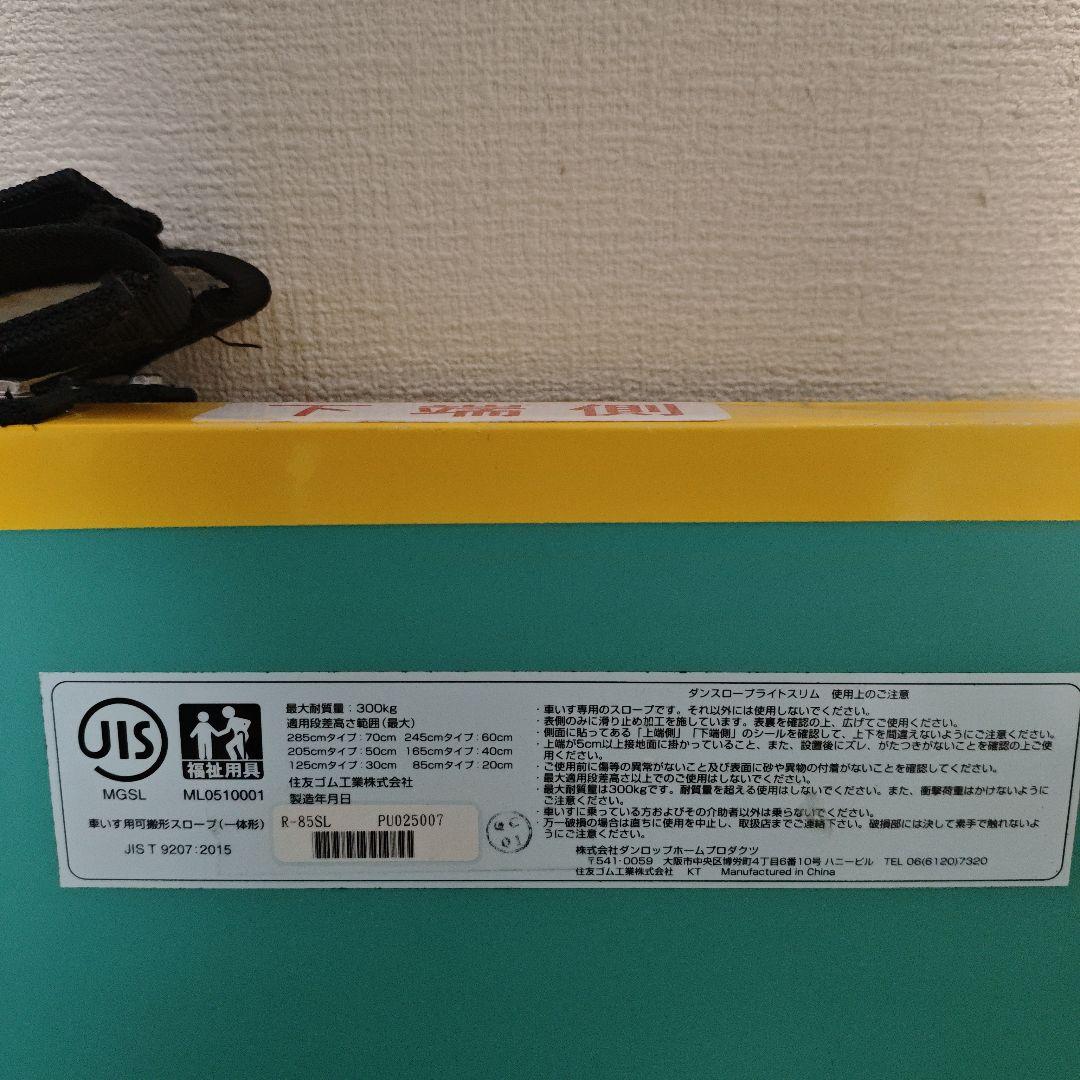 下端側
JIS
福祉用具
MGSL ML0510001
車いす用可搬形スロープ(一体形)
JIS T 9207:2015
最大耐質量:300kg
適用段差高さ範囲(最大)
285cmタイプ:70cm 245cmタイプ:60cm
205cmタイプ:50cm 165cmタイプ:40cm
125cmタイプ:30cm 85cmタイプ:20cm
住友ゴム工業株式会社
製造年月日
R-85SL PU025007
QC
01
ダンスロープライトスリム 使用上のご注意
・車いす専用のスロープです。それ以外には使用しないでください。
・表側のみに滑り止め加工を施しています。表裏を確認の上、広げてご使用ください。
・側面に貼ってある「上端側」「下端側」のシールを確認して、上下を間違えないようにご注意ください。
・上端が5cm以上接地面に掛かっていること、また、設置後にズレ、がたつきがないことを確認の上ご使
用ください。
・ご使用前に傷等の異常がないこと及び表面に砂や異物の付着がないことを確認してください。
・最大適用段差高さ以上でのご使用はしないでください。
・最大耐質量は300kgです。耐質量を超える使用はしないでください。また、衝撃荷重はかけないように
ご注意ください。
・車いすに乗っている方およびその介助者以外は乗らないでください。
・万一破損の場合は直ちに使用を中止し、取扱店までご連絡下さい。破損部には決して素手で触れないよ
うにご注意ください。
株式会社ダンロップホームプロダクツ
〒541-0059 大阪市中央区博労町4丁目6番10号 ハニービル TEL 06(6120)7320
住友ゴム工業株式会社 KT Manufactured in China